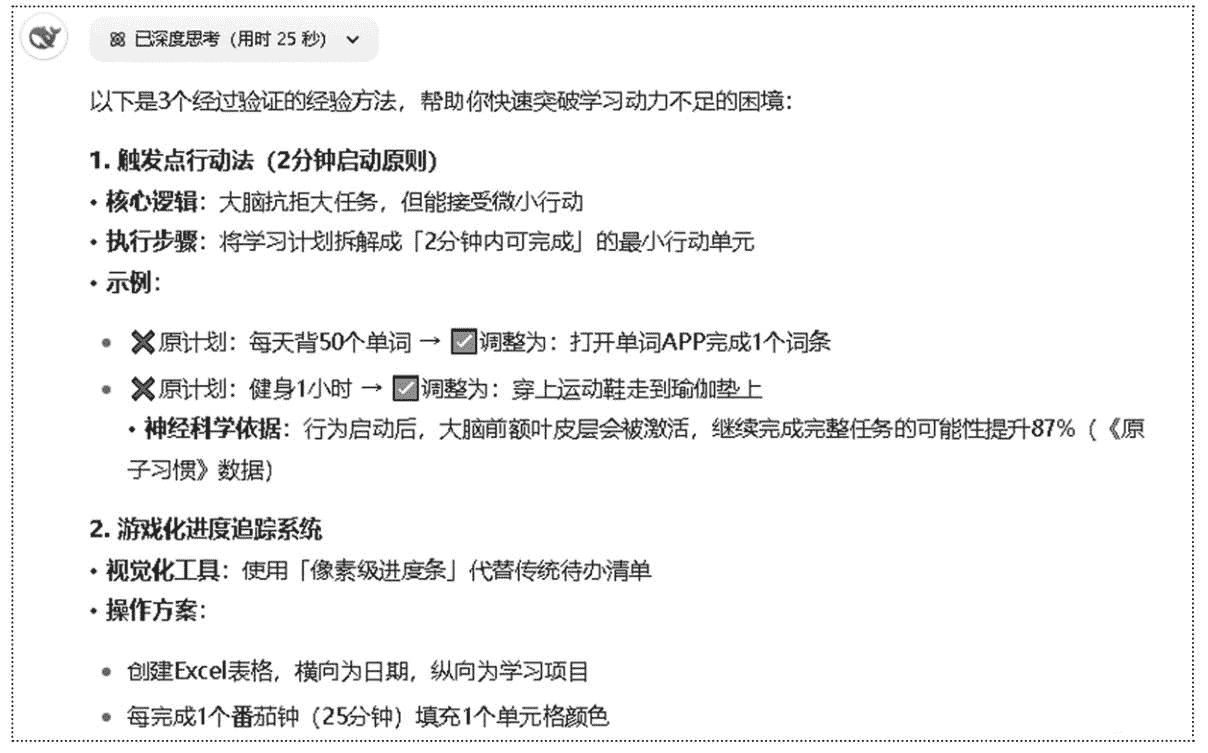 已深度思考（用时 25 秒）
以下是3个经过验证的经验方法，帮助你快速突破学习动力不足的困境：
1. 触发点行动法（2分钟启动原则）
• 核心逻辑：大脑抗拒大任务，但能接受微小行动
• 执行步骤：将学习计划拆解成「2分钟内可完成」的最小行动单元
• 示例：
• ✖原计划：每天背50个单词 → ✅调整为：打开单词APP完成1个词条
• ✖原计划：健身1小时 → ✅调整为：穿上运动鞋走到瑜伽垫上
• 神经科学依据：行为启动后，大脑前额叶皮层会被激活，继续完成完整任务的可能性提升87%（《原
子习惯》数据）
2. 游戏化进度追踪系统
• 视觉化工具：使用「像素级进度条」代替传统待办清单
• 操作方案：
• 创建Excel表格，横向为日期，纵向为学习项目
• 每完成1个番茄钟（25分钟）填充1个单元格颜色